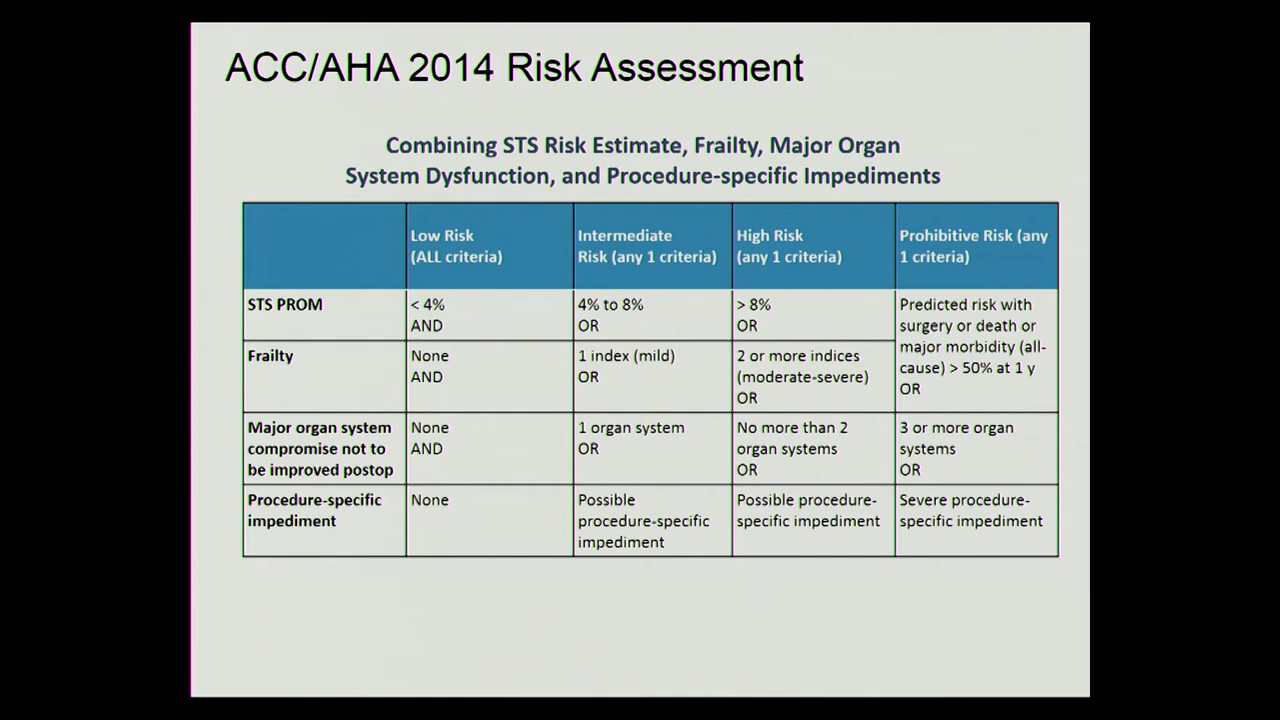 ACC/AHA 2014 Risk Assessment
Combining STS Risk Estimate, Frailty, Major Organ
System Dysfunction, and Procedure-specific Impediments
Low Risk
(ALL criteria)
Intermediate
Risk (any 1 criteria)
High Risk
(any 1 criteria)
Prohibitive Risk (any
1 criteria)
STS PROM
< 4%
AND
4% to 8%
OR
> 8%
OR
Predicted risk with
surgery or death or
major morbidity (all-
cause) > 50% at 1 y
OR
Frailty
None
AND
1 index (mild)
OR
2 or more indices
(moderate-severe)
OR
Major organ system
compromise not to
be improved postop
None
AND
1 organ system
OR
No more than 2
organ systems
OR
3 or more organ
systems
OR
Procedure-specific
impediment
None
Possible
procedure-specific
impediment
Possible procedure-
specific impediment
Severe procedure-
specific impediment